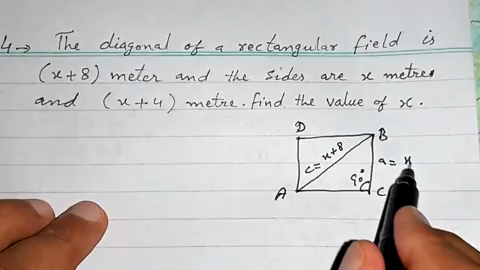 4→ The diagonal of a rectangular field is
(x+8) meter and the sides are x metres
and (x+4) metre. find the value of x.
D
B
c = x+8
a = x
90°
A
C